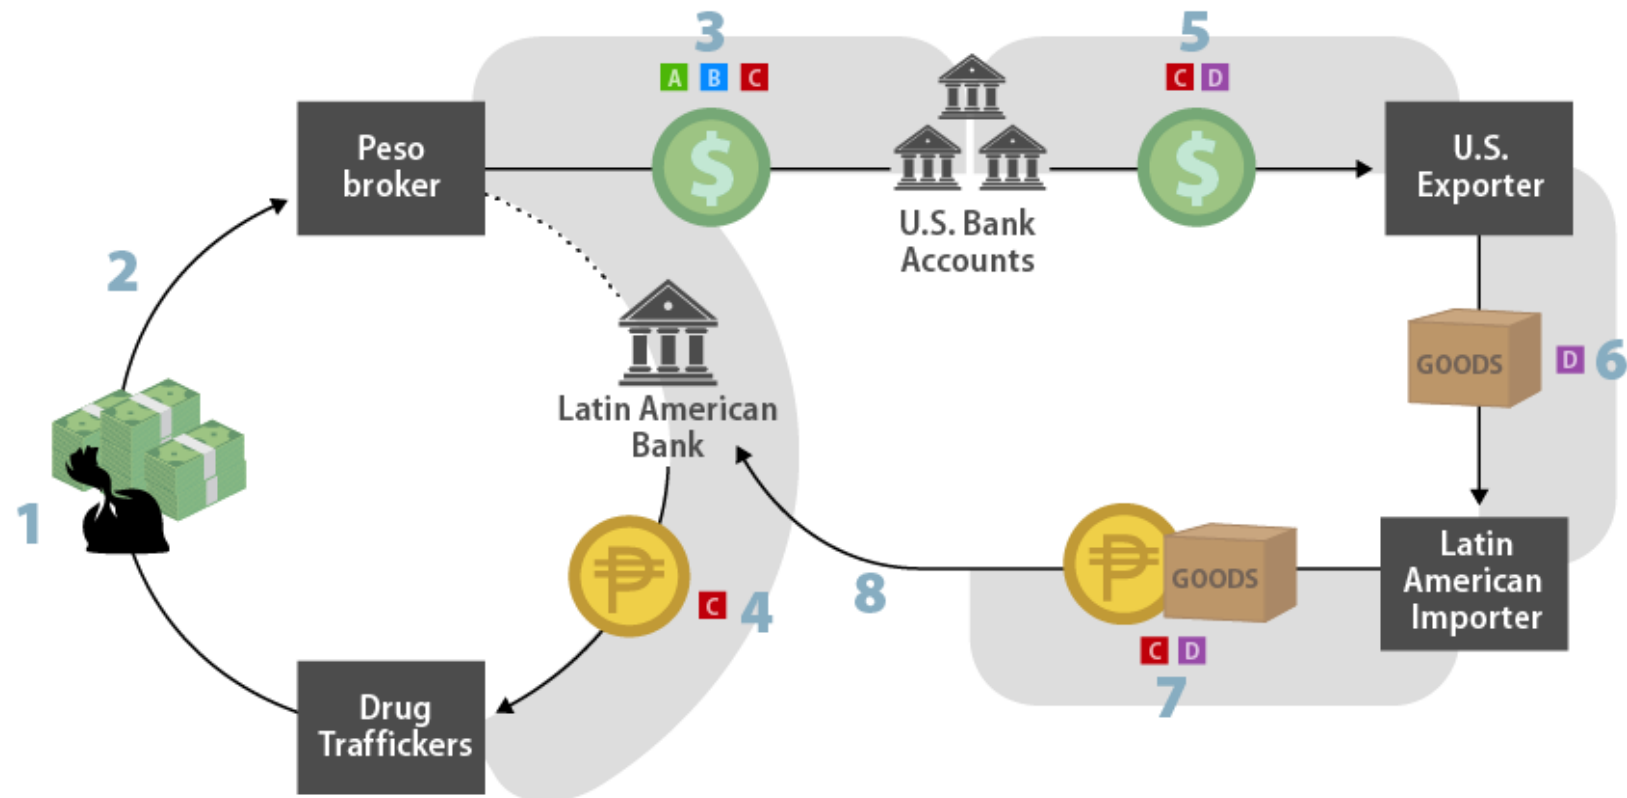 3
A B C
5
C D
Peso
broker
$
$
U.S.
Exporter
U.S. Bank
Accounts
2
GOODS
D
6
Latin American
Bank
1
C
4
8
GOODS
Latin
American
Importer
C D
7
Drug
Traffickers